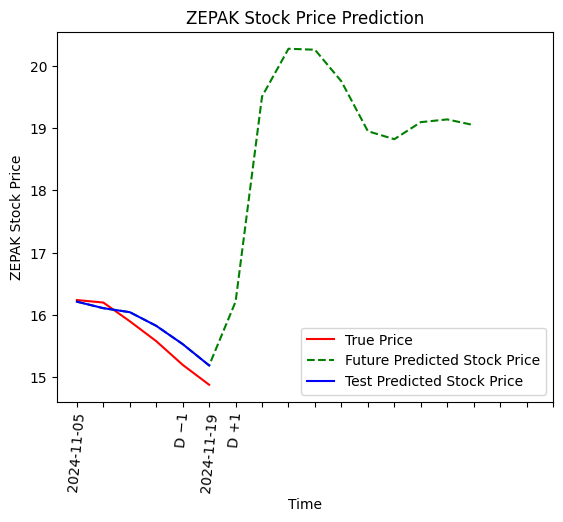 ZEPAK Stock Price Prediction
ZEPAK Stock Price
20
19
18
17
16
15
True Price
Future Predicted Stock Price
Test Predicted Stock Price
2024-11-05
D −1
2024-11-19
D +1
Time